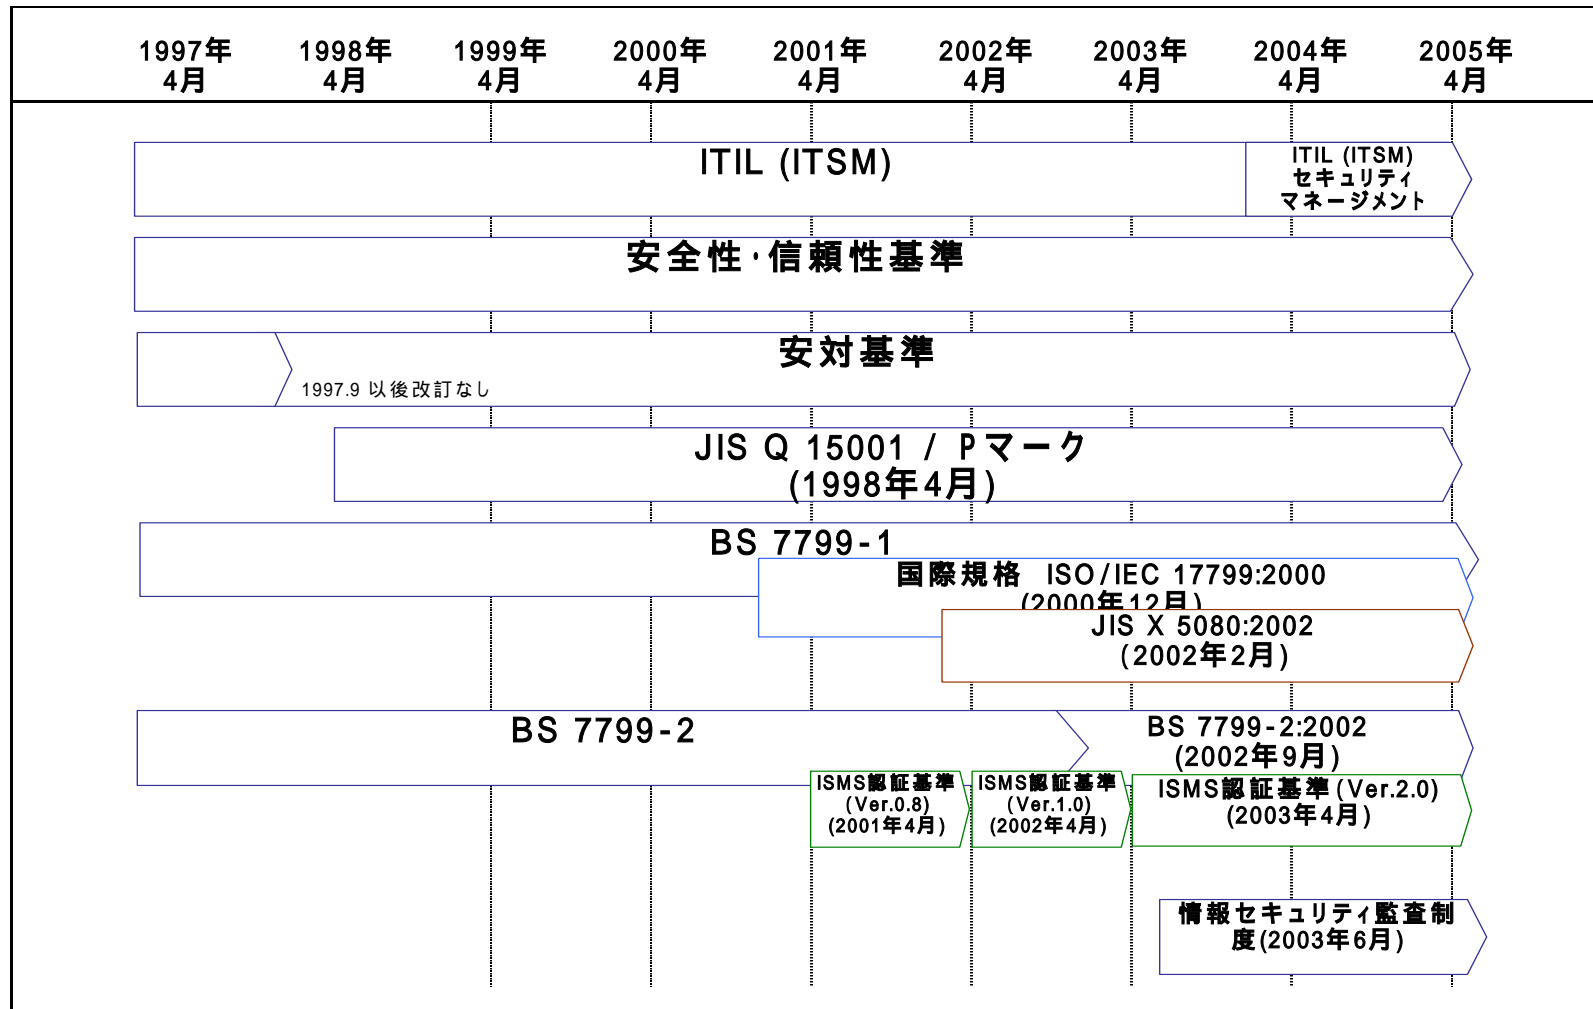 1997年 1998年 1999年 2000年 2001年 2002年 2003年 2004年 2005年
4月 4月 4月 4月 4月 4月 4月 4月 4月
ITIL (ITSM)
ITIL (ITSM)
セキュリティ
マネージメント
安全性・信頼性基準
安対基準
1997.9 以後改訂なし
JIS Q 15001 / Pマーク
(1998年4月)
BS 7799-1
国際規格 ISO/IEC 17799:2000
(2000年12月)
JIS X 5080:2002
(2002年2月)
BS 7799-2
BS 7799-2:2002
(2002年9月)
ISMS認証基準
(Ver.0.8)
(2001年4月)
ISMS認証基準
(Ver.1.0)
(2002年4月)
ISMS認証基準(Ver.2.0)
(2003年4月)
情報セキュリティ監査制
度(2003年6月)